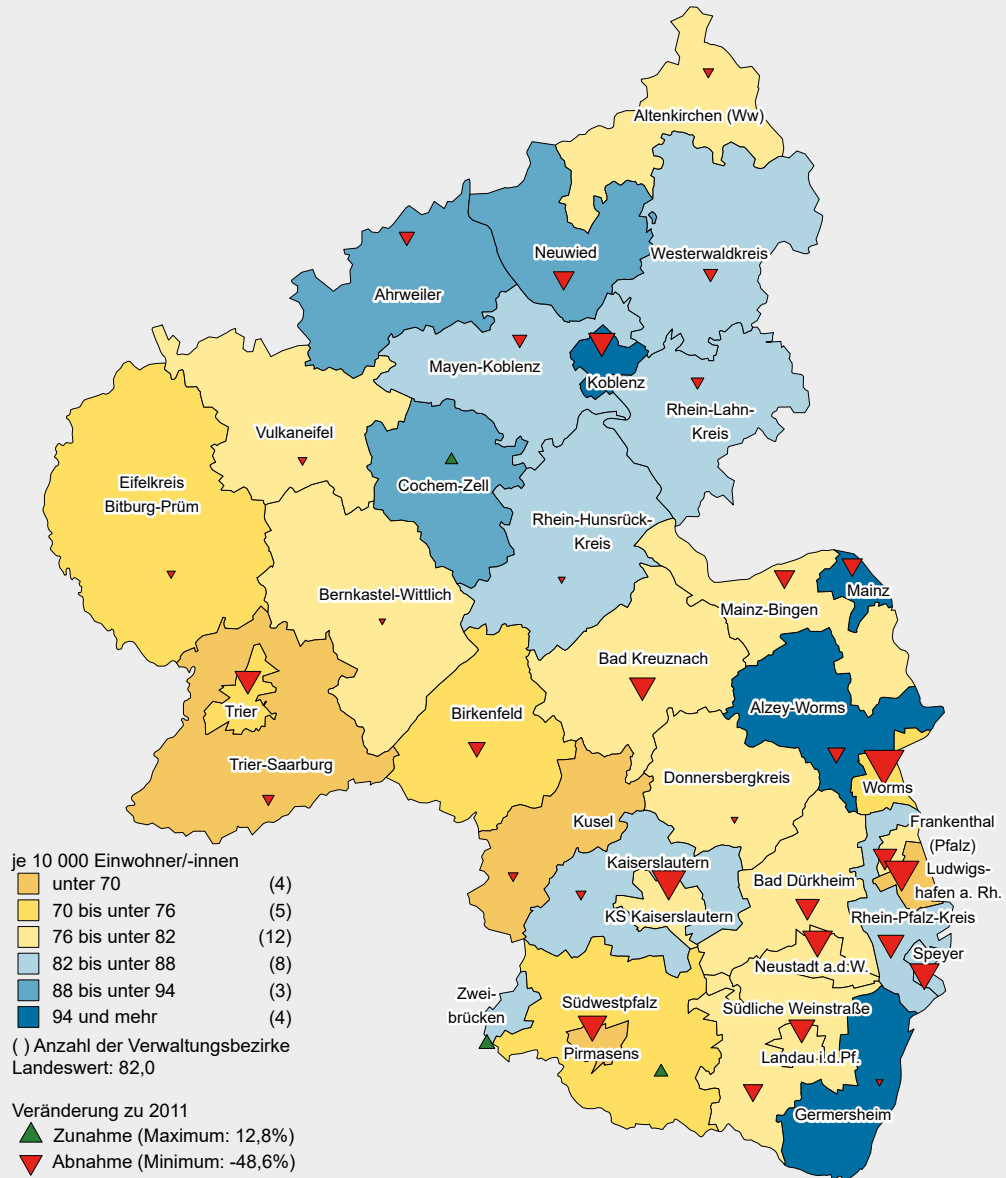 Altenkirchen (Ww)
Neuwied
Westerwaldkreis
Ahrweiler
Mayen-Koblenz
Koblenz
Rhein-Lahn-
Kreis
Vulkaneifel
Cochem-Zell
Eifelkreis
Bitburg-Prüm
Rhein-Hunsrück-
Kreis
Bernkastel-Wittlich
Mainz-Bingen
Mainz
Bad Kreuznach
Alzey-Worms
Trier
Birkenfeld
Trier-Saarburg
Donnersbergkreis
Worms
Kusel
Frankenthal
(Pfalz)
Ludwigs-
hafen a. Rh.
Kaiserslautern
KS Kaiserslautern
Bad Dürkheim
Rhein-Pfalz-Kreis
Speyer
Neustadt a.d.W.
Zwei-
brücken
Südwestpfalz
Pirmasens
Südliche Weinstraße
Landau i.d.Pf.
Germersheim
je 10 000 Einwohner/-innen
unter 70 (4)
70 bis unter 76 (5)
76 bis unter 82 (12)
82 bis unter 88 (8)
88 bis unter 94 (3)
94 und mehr (4)
( ) Anzahl der Verwaltungsbezirke
Landeswert: 82,0
Veränderung zu 2011
Zunahme (Maximum: 12,8%)
Abnahme (Minimum: -48,6%)